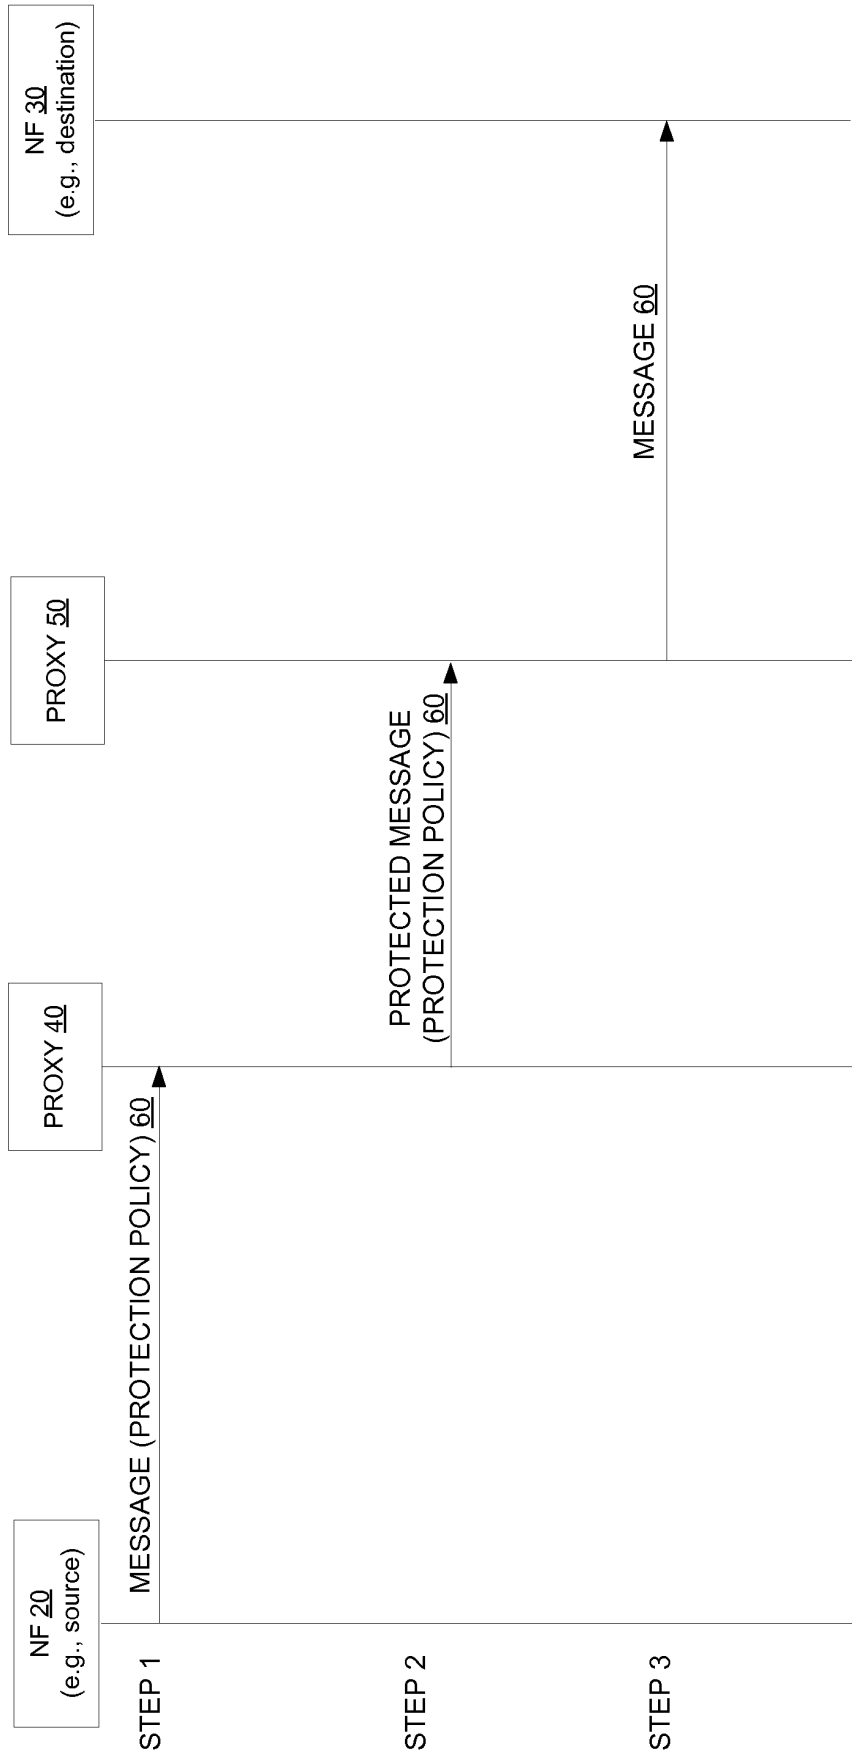 NF 20
(e.g., source)
PROXY 40
PROXY 50
NF 30
(e.g., destination)
STEP 1
MESSAGE (PROTECTION POLICY) 60
STEP 2
PROTECTED MESSAGE
(PROTECTION POLICY) 60
STEP 3
MESSAGE 60